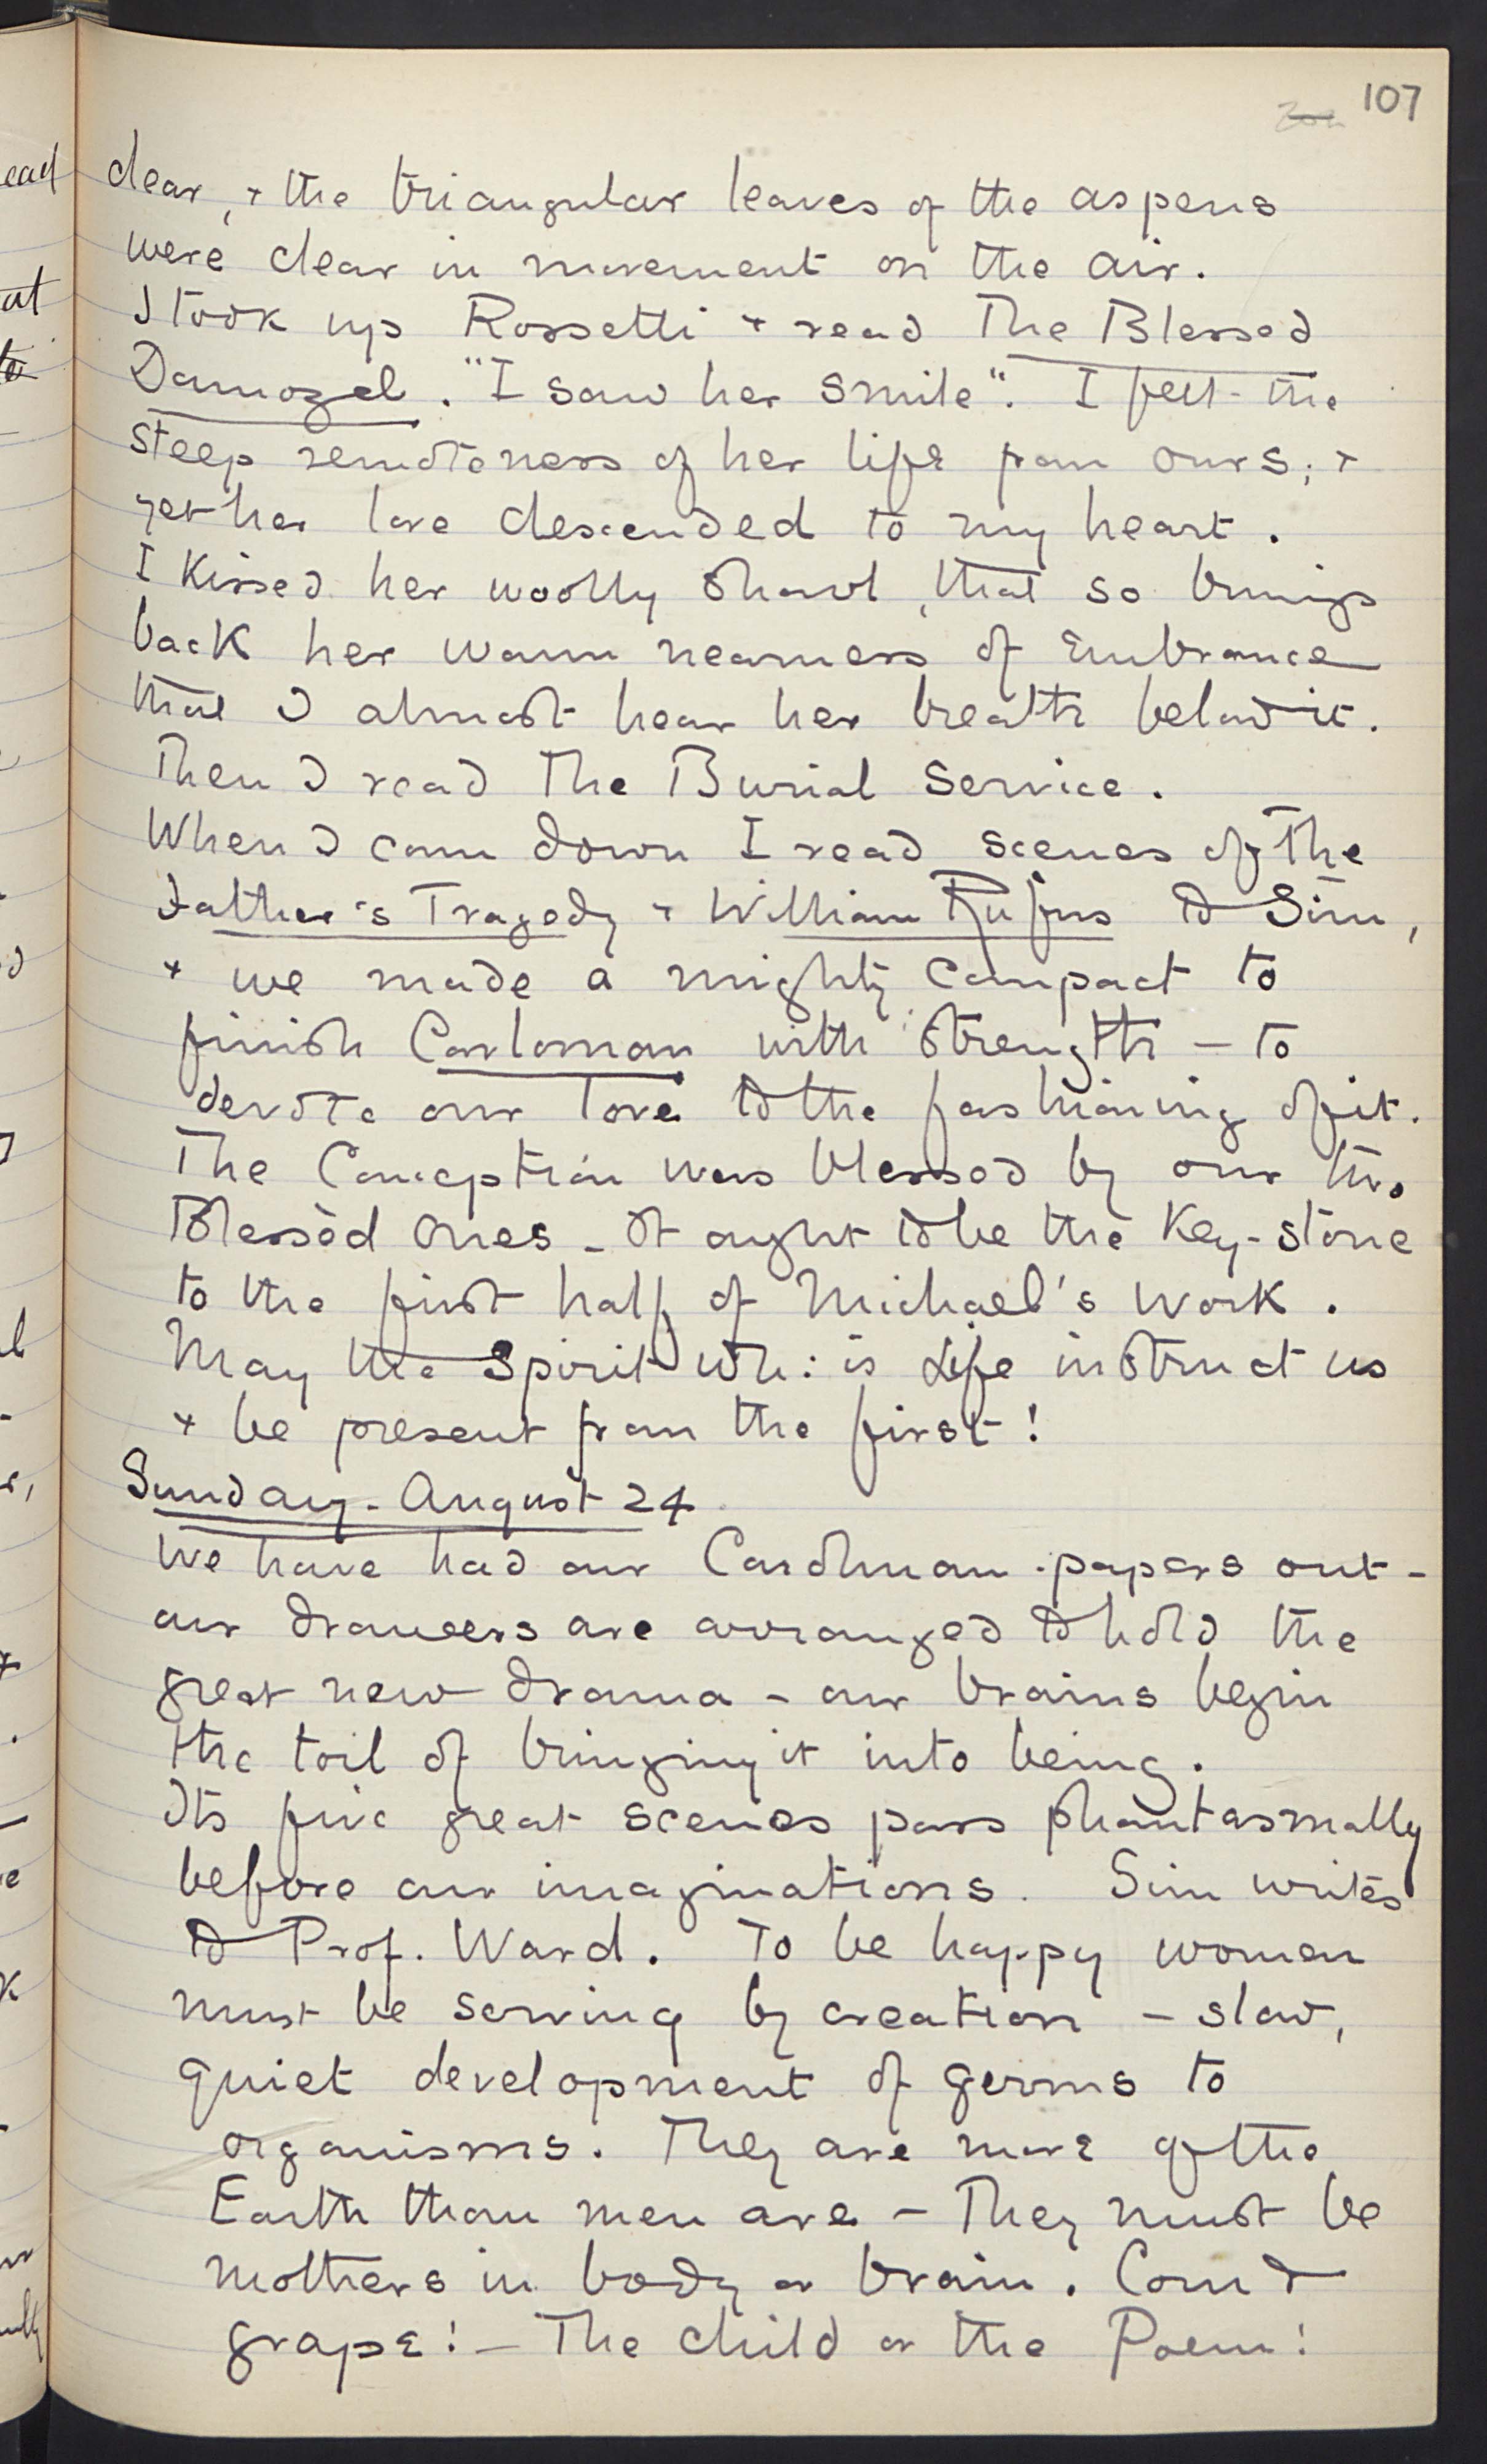 107
clear, + the triangular leaves of the aspens
were clear in movement on the air.
I took up Rossetti + read The Blessed
Damozel. "I saw her smile". I felt the
steep remoteness of her life from ours; +
yet her love descended to my heart.
I kissed her woolly shawl, that so brings
back her warm nearness of embrance
that I almost hear her breath below it.
Then I read The Burial Service.
When I came down I read scenes of The
Father's Tragedy + William Rufus to Sim,
+ we made a mighty compact to
finish Carloman with strength – to
devote our love to the fashioning of it.
The Conception was blessed by our two
Blessèd Ones – It ought to be the Key-stone
to the first half of Michael's work.
May the Spirit wh: is Life instruct us
+ be present from the first!
Sunday – August 24
We have had our Carloman papers out –
our drawers are arranged to hold the
great new drama – our brains begin
the toil of bringing it into being.
Its five great scenes pass phantasmally
before our imaginations. Sim writes
to Prof. Ward. To be happy women
must be serving by creation – slow,
quiet development of germs to
organisms. They are more of the
Earth than men are – They must be
mothers in body or brain. Corn &
grape! – The child or the Poem!